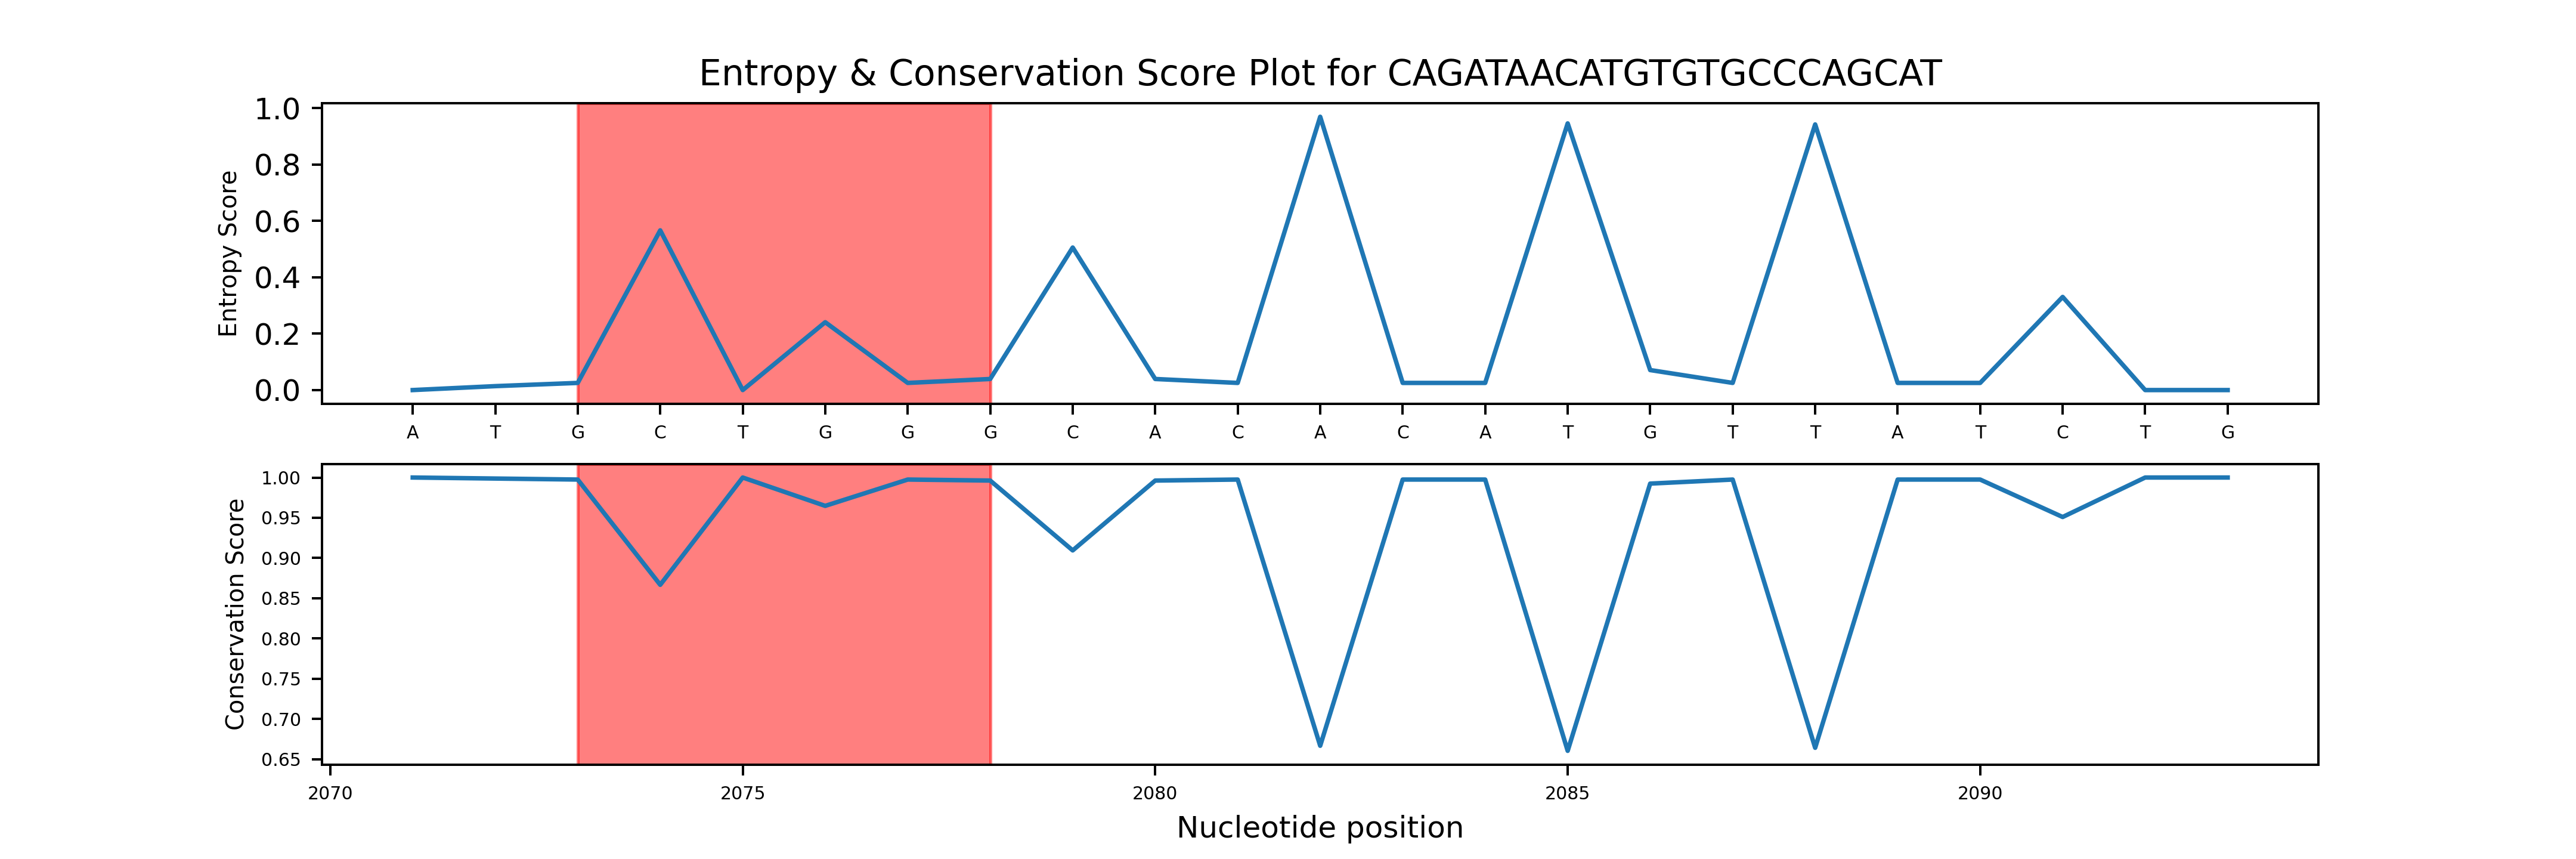 Entropy & Conservation Score Plot for CAGATAACATGTGTGCCCAGCAT
Entropy Score
1.0
0.8
0.6
0.4
0.2
0.0
A T G C T G G G C A C A C A T G T T A T C T G
Conservation Score
1.00
0.95
0.90
0.85
0.80
0.75
0.70
0.65
2070 2075 2080 2085 2090
Nucleotide position